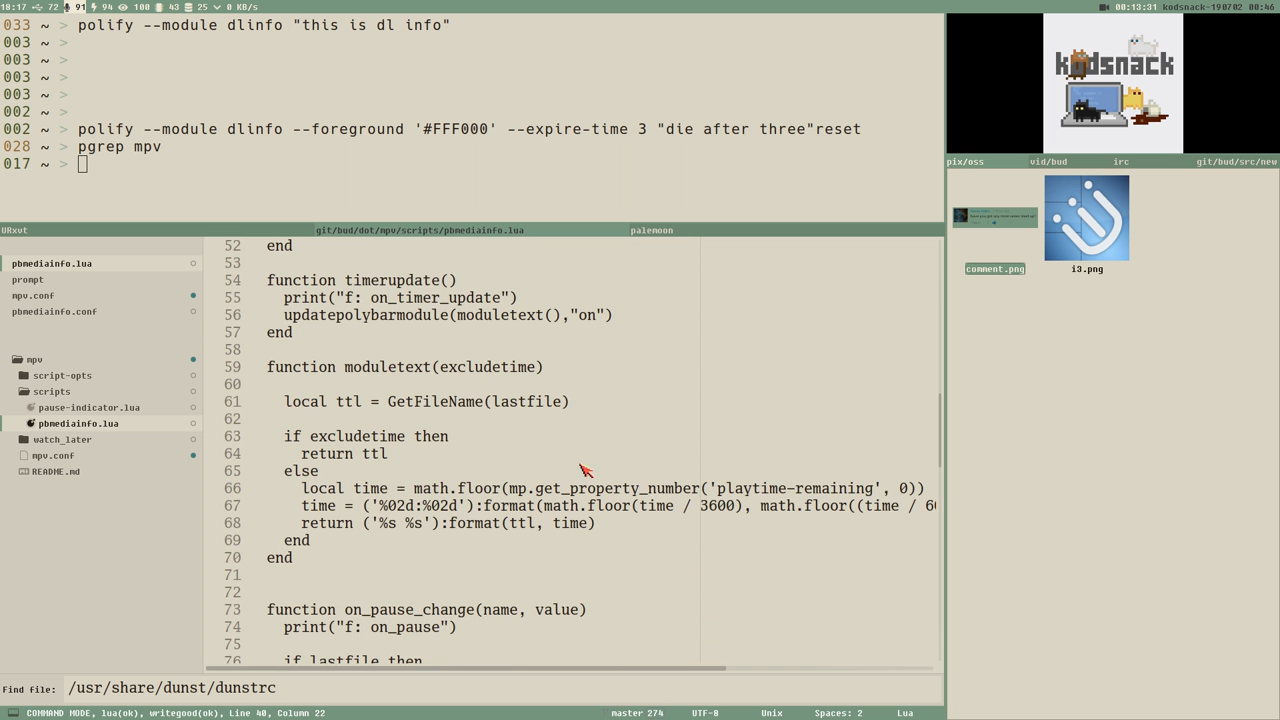 18:17 72 91 94 100 43 25 0 KB/s
00:13:31 kodsnack-190702 00:46
033 ~ > polify --module dlinfo "this is dl info"
003 ~ >
003 ~ >
003 ~ >
003 ~ >
002 ~ >
002 ~ > polify --module dlinfo --foreground '#FFF000' --expire-time 3 "die after three"reset
028 ~ > pgrep mpv
017 ~ >
kodsnack
pix/oss vid/bud irc git/bud/src/new
comment.png i3.png
URxvt git/bud/dot/mpv/scripts/pbmediainfo.lua palemoon
pbmediainfo.lua
prompt
mpv.conf
pbmediainfo.conf
mpv
script-opts
scripts
pause-indicator.lua
pbmediainfo.lua
watch_later
mpv.conf
README.md
52 end
53
54 function timerupdate()
55 print("f: on_timer_update")
56 updatepolybarmodule(moduletext(),"on")
57 end
58
59 function moduletext(excludetime)
60
61 local ttl = GetFileName(lastfile)
62
63 if excludetime then
64 return ttl
65 else
66 local time = math.floor(mp.get_property_number('playtime-remaining', 0))
67 time = ('%02d:%02d'):format(math.floor(time / 3600), math.floor((time / 6
68 return ('%s %s'):format(ttl, time)
69 end
70 end
71
72
73 function on_pause_change(name, value)
74 print("f: on_pause")
75
76 if lastfile then
Find file: /usr/share/dunst/dunstrc
COMMAND MODE, lua(ok), writegood(ok), Line 40, Column 22 master 274 UTF-8 Unix Spaces: 2 Lua